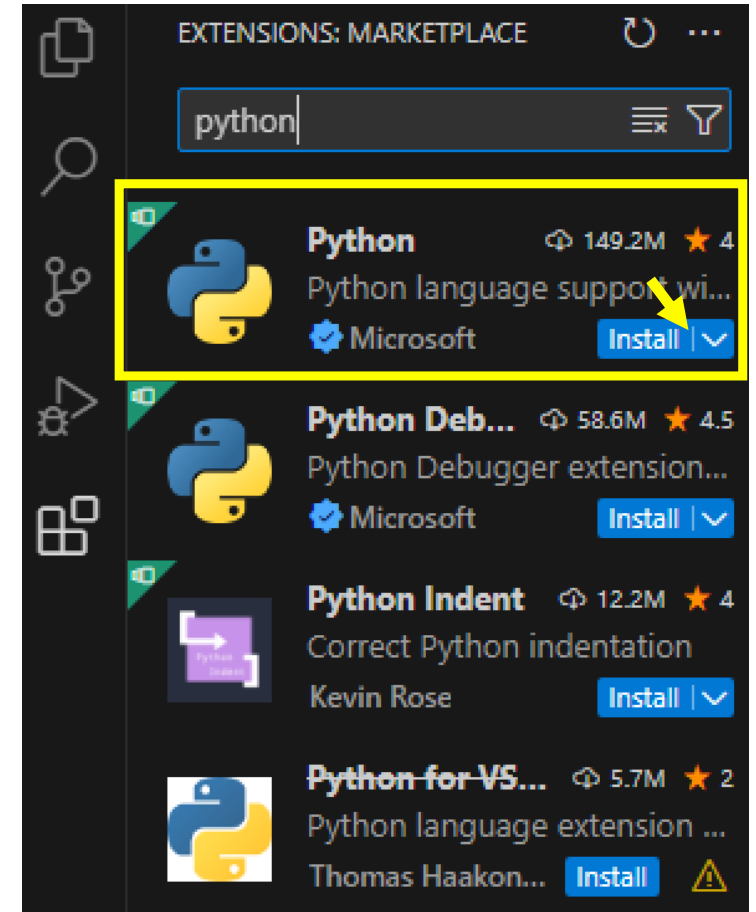 EXTENSIONS: MARKETPLACE
python
Python 149.2M 4
Python language support wi...
Microsoft Install
Python Deb... 58.6M 4.5
Python Debugger extension...
Microsoft Install
Python Indent 12.2M 4
Correct Python indentation
Kevin Rose Install
Python Indent
Python for VS... 5.7M 2
Python language extension ...
Thomas Haakon... Install